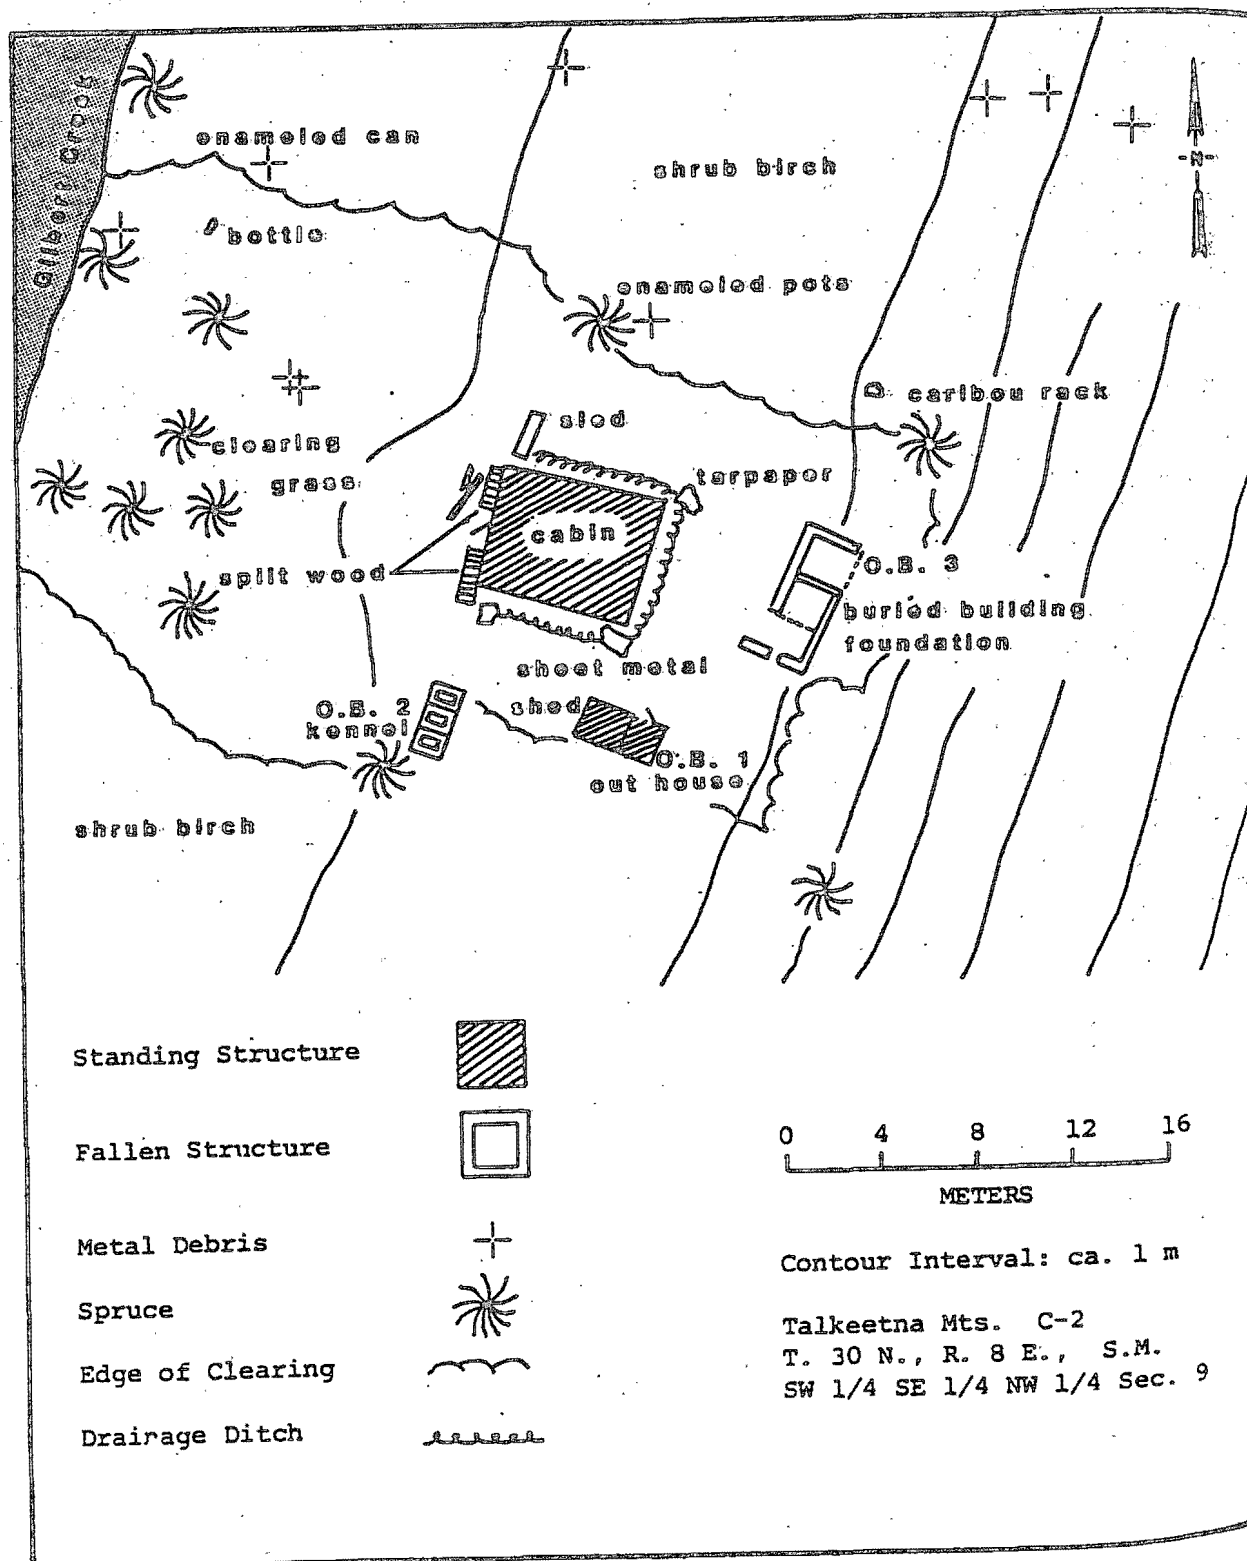 Gilbert Creek
enameled can
shrub birch
-N-
bottle
enameled pots
caribou rack
sled
clearing
grass
tarpaper
cabin
O.B. 3
split wood
buried building
foundation
sheet metal
O.B. 2
kennel
shed
O.B. 1
out house
shrub birch
Standing Structure
Fallen Structure
0 4 8 12 16
METERS
Metal Debris
Contour Interval: ca. 1 m
Spruce
Talkeetna Mts. C-2
T. 30 N., R. 8 E., S.M.
Edge of Clearing
SW 1/4 SE 1/4 NW 1/4 Sec. 9
Drairage Ditch